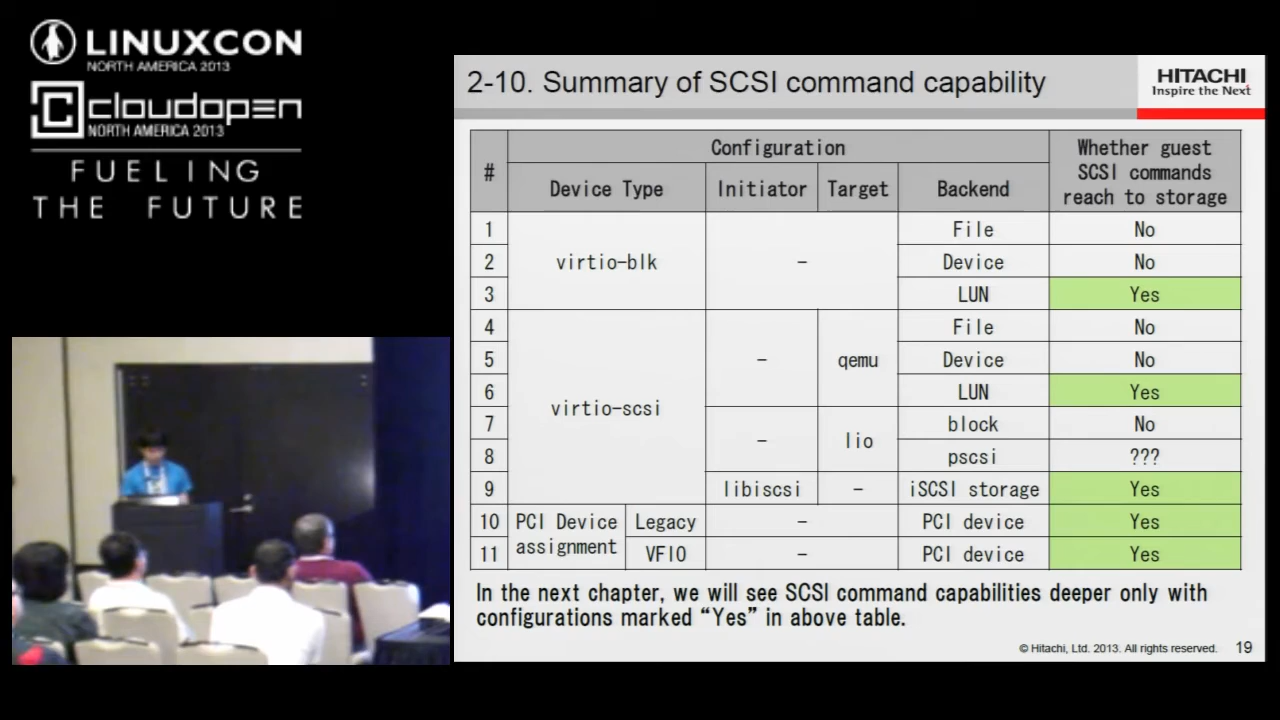 LINUXCON
NORTH AMERICA 2013
cloudopen
NORTH AMERICA 2013
FUELING
THE FUTURE
2-10. Summary of SCSI command capability
HITACHI
Inspire the Next
# Configuration Whether guest SCSI commands reach to storage
Device Type Initiator Target Backend
1 virtio-blk - File No
2 Device No
3 LUN Yes
4 virtio-scsi - qemu File No
5 Device No
6 LUN Yes
7 - lio block No
8 pscsi ???
9 libiscsi - iSCSI storage Yes
10 PCI Device assignment Legacy - PCI device Yes
11 VFIO - PCI device Yes
In the next chapter, we will see SCSI command capabilities deeper only with
configurations marked “Yes” in above table.
© Hitachi, Ltd. 2013. All rights reserved. 19